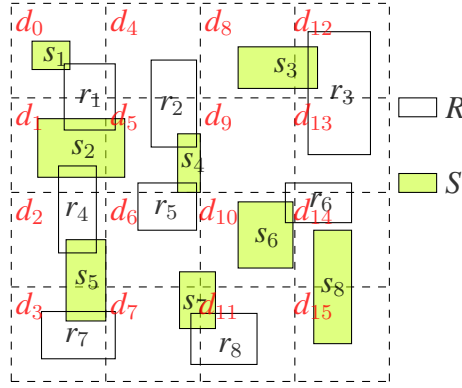 d0 d4 d8 d12
s1 s3 r3
r1 r2
R
d1 d5 d9 d13
s2 s4
S
d2 r4 d6 r5 d10 d14 r6
s6
s5 s8
d3 d7 s7 d11 d15
r7 r8